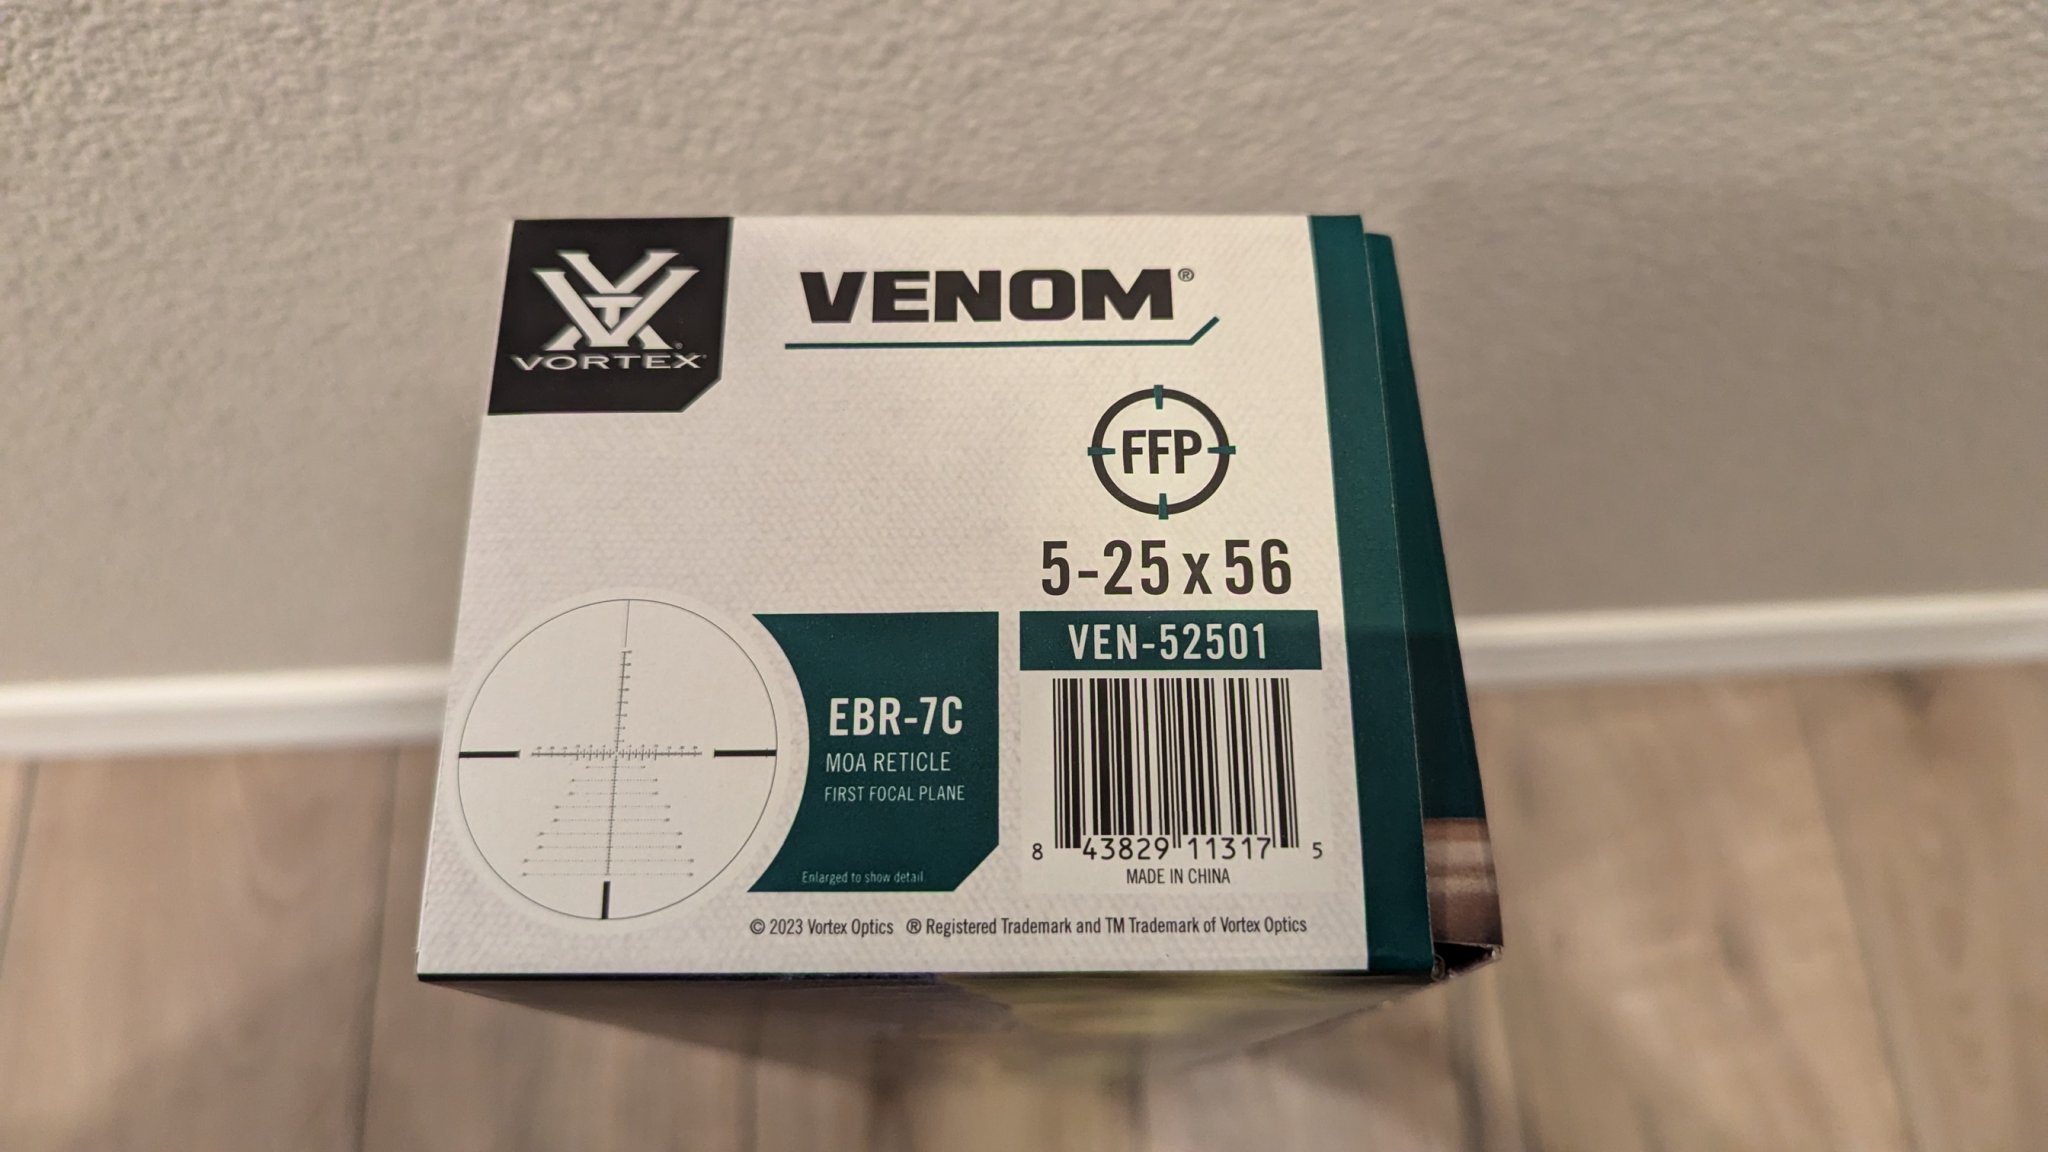 VORTEX®
VENOM®
FFP
5-25 x 56
VEN-52501
EBR-7C
MOA RETICLE
FIRST FOCAL PLANE
Enlarged to show detail
8 43829 11317 5
MADE IN CHINA
© 2023 Vortex Optics ® Registered Trademark and TM Trademark of Vortex Optics